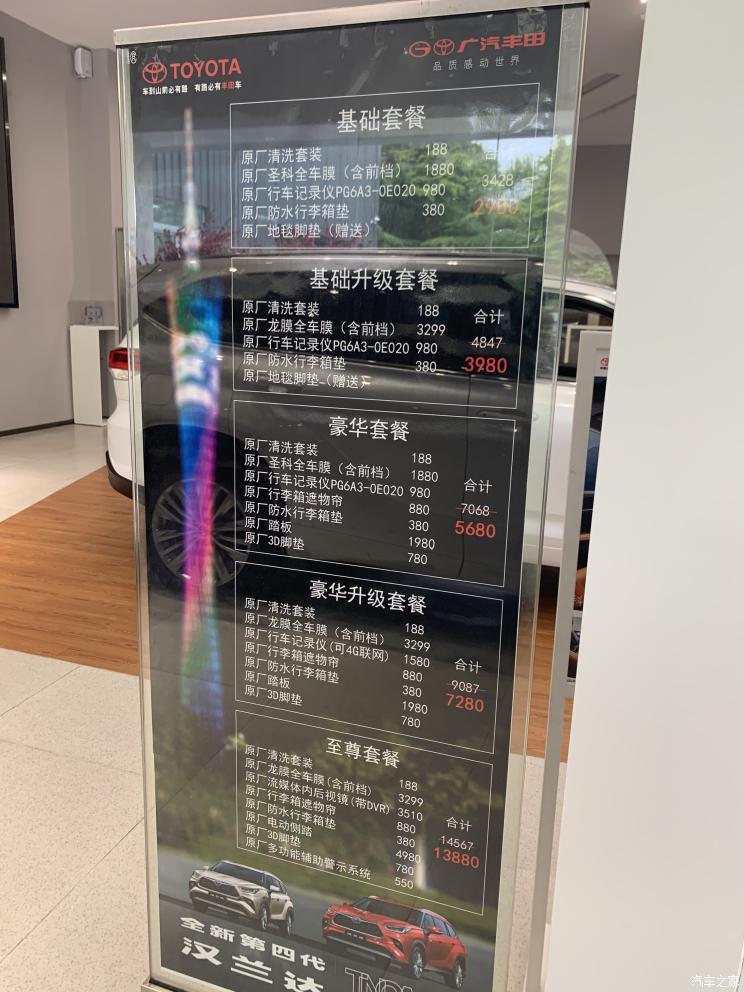 TOYOTA
车到山前必有路 有路必有丰田车
广汽丰田
品质感动世界
基础套餐
原厂清洗套装 188 合计
原厂圣科全车膜（含前档） 1880 3428
原厂行车记录仪PG6A3-0E020 980 2980
原厂防水行李箱垫 380
原厂地毯脚垫（赠送）
基础升级套餐
原厂清洗套装 188 合计
原厂龙膜全车膜（含前档） 3299
原厂行车记录仪PG6A3-0E020 980 4847
原厂防水行李箱垫 380 3980
原厂地毯脚垫（赠送）
豪华套餐
原厂清洗套装 188
原厂圣科全车膜（含前档） 1880 合计
原厂行车记录仪PG6A3-0E020 980
原厂行李箱遮物帘 880 7068
原厂防水行李箱垫 380 5680
原厂踏板 1980
原厂3D脚垫 780
豪华升级套餐
原厂清洗套装 188
原厂龙膜全车膜（含前档） 3299
原厂行车记录仪(可4G联网) 1580 合计
原厂行李箱遮物帘 880 9087
原厂防水行李箱垫 380 7280
原厂踏板 1980
原厂3D脚垫 780
至尊套餐
原厂清洗套装 188
原厂龙膜全车膜(含前档) 3299
原厂流媒体内后视镜(带DVR) 3510
原厂行李箱遮物帘 880 合计
原厂防水行李箱垫 380 14567
原厂电动侧踏 4980 13880
原厂3D脚垫 780
原厂多功能辅助警示系统 550
全新第四代
汉兰达
汽车之家